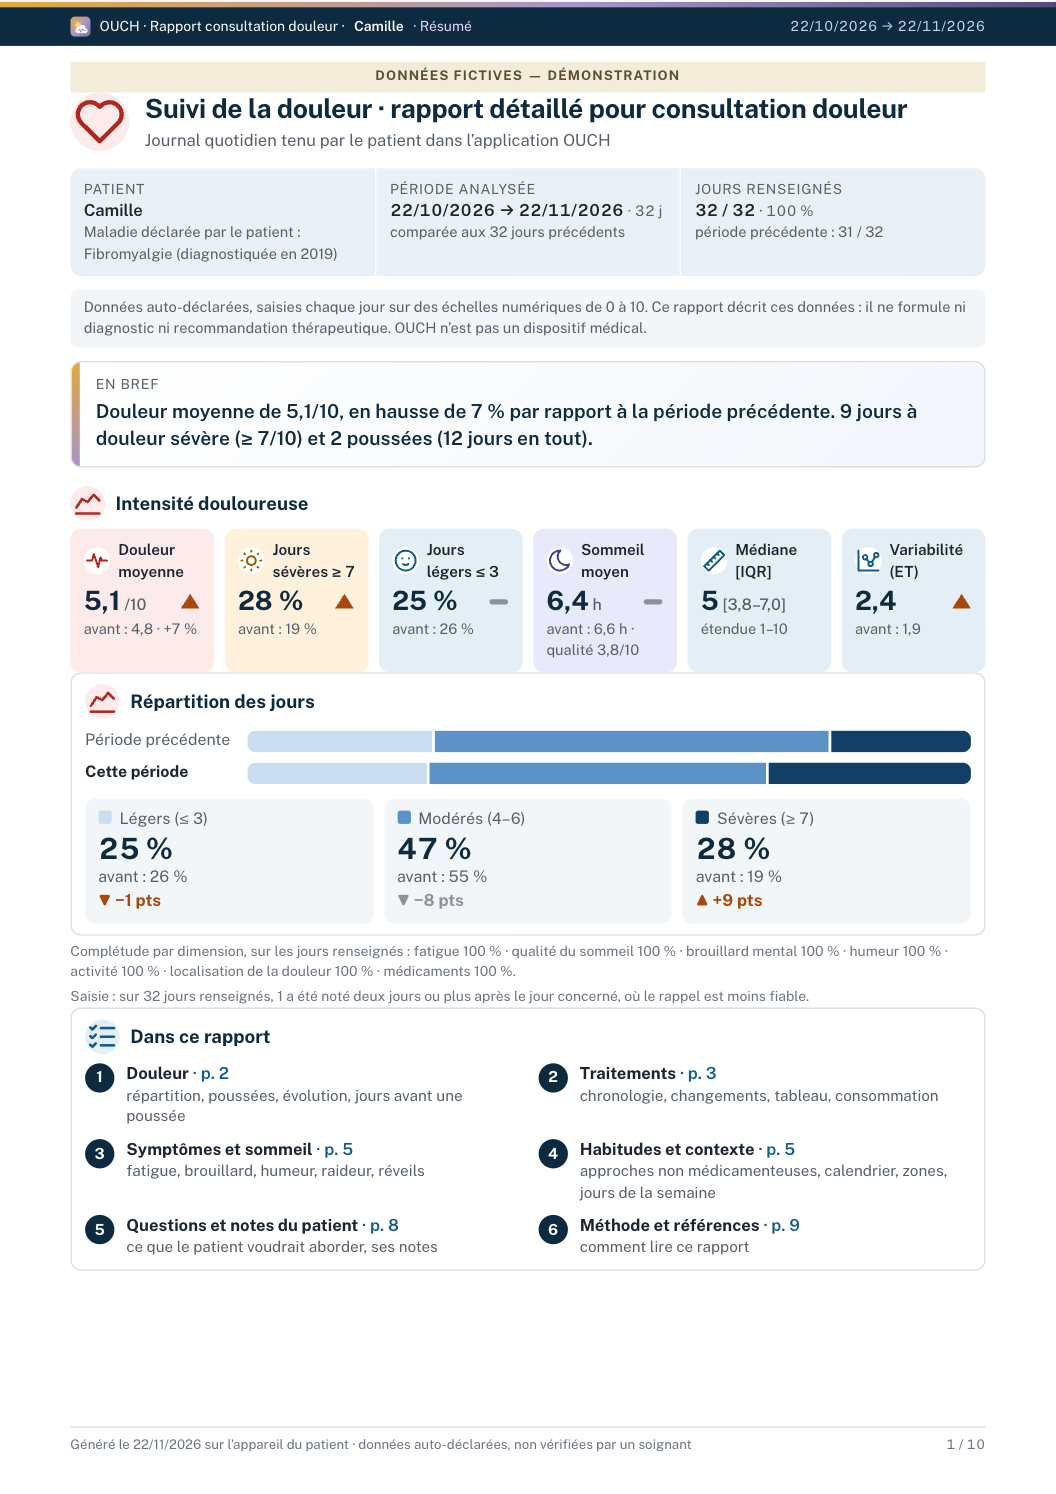 OUCH · Rapport consultation douleur · Camille · Résumé
22/10/2026 → 22/11/2026
DONNÉES FICTIVES — DÉMONSTRATION
Suivi de la douleur · rapport détaillé pour consultation douleur
Journal quotidien tenu par le patient dans l’application OUCH
PATIENT
Camille
Maladie déclarée par le patient :
Fibromyalgie (diagnostiquée en 2019)
PÉRIODE ANALYSÉE
22/10/2026 → 22/11/2026 · 32 j
comparée aux 32 jours précédents
JOURS RENSEIGNÉS
32 / 32 · 100 %
période précédente : 31 / 32
Données auto-déclarées, saisies chaque jour sur des échelles numériques de 0 à 10. Ce rapport décrit ces données : il ne formule ni
diagnostic ni recommandation thérapeutique. OUCH n’est pas un dispositif médical.
EN BREF
Douleur moyenne de 5,1/10, en hausse de 7 % par rapport à la période précédente. 9 jours à
douleur sévère (≥ 7/10) et 2 poussées (12 jours en tout).
Intensité douloureuse
Douleur
moyenne
5,1 /10
avant : 4,8 · +7 %
Jours
sévères ≥ 7
28 %
avant : 19 %
Jours
légers ≤ 3
25 %
avant : 26 %
Sommeil
moyen
6,4 h
avant : 6,6 h ·
qualité 3,8/10
Médiane
[IQR]
5 [3,8–7,0]
étendue 1–10
Variabilité
(ET)
2,4
avant : 1,9
Répartition des jours
Période précédente
Cette période
Légers (≤ 3)
25 %
avant : 26 %
▼ −1 pts
Modérés (4–6)
47 %
avant : 55 %
▼ −8 pts
Sévères (≥ 7)
28 %
avant : 19 %
▲ +9 pts
Complétude par dimension, sur les jours renseignés : fatigue 100 % · qualité du sommeil 100 % · brouillard mental 100 % · humeur 100 % ·
activité 100 % · localisation de la douleur 100 % · médicaments 100 %.
Saisie : sur 32 jours renseignés, 1 a été noté deux jours ou plus après le jour concerné, où le rappel est moins fiable.
Dans ce rapport
1 Douleur · p. 2
répartition, poussées, évolution, jours avant une
poussée
2 Traitements · p. 3
chronologie, changements, tableau, consommation
3 Symptômes et sommeil · p. 5
fatigue, brouillard, humeur, raideur, réveils
4 Habitudes et contexte · p. 5
approches non médicamenteuses, calendrier, zones,
jours de la semaine
5 Questions et notes du patient · p. 8
ce que le patient voudrait aborder, ses notes
6 Méthode et références · p. 9
comment lire ce rapport
Généré le 22/11/2026 sur l’appareil du patient · données auto-déclarées, non vérifiées par un soignant
1 / 10